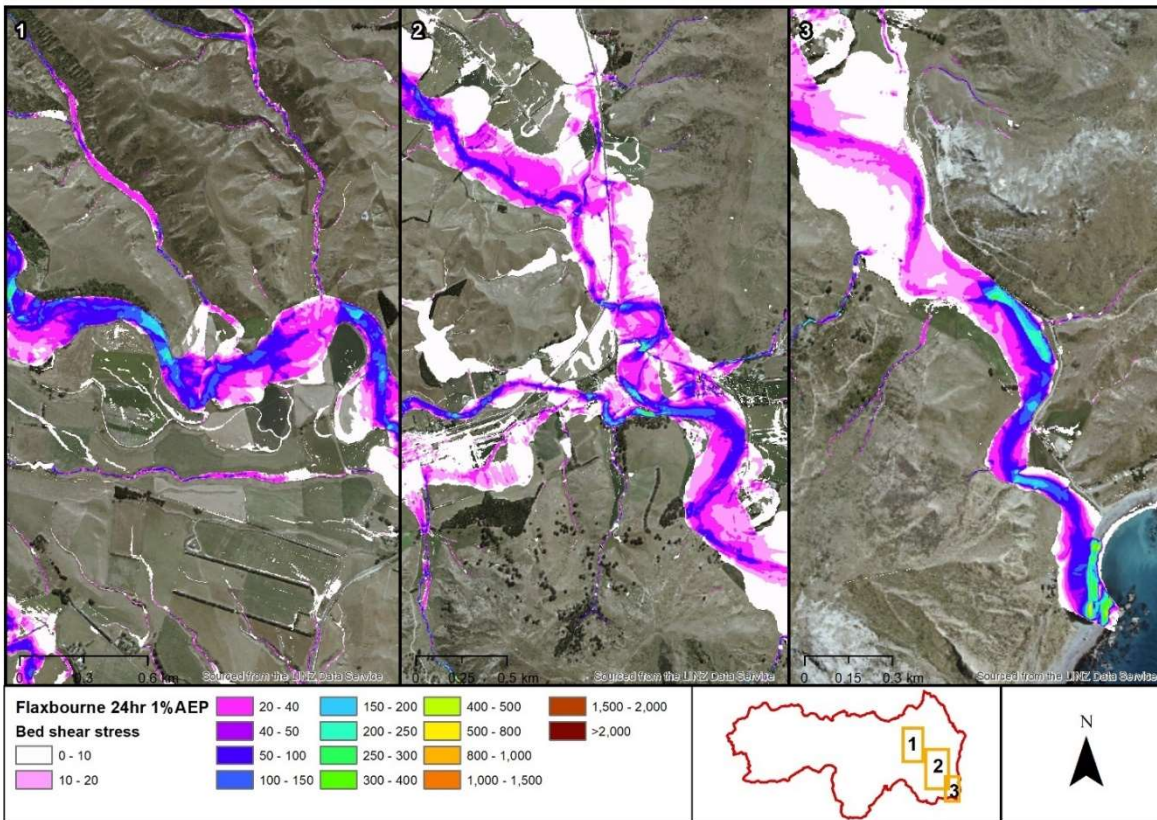 1
2
3
0 0.3 0.6 km
Sourced from the LINZ Data Service
0 0.25 0.5 km
Sourced from the LINZ Data Service
0 0.15 0.3 km
Sourced from the LINZ Data Service
Flaxbourne 24hr 1%AEP
Bed shear stress
0 - 10
10 - 20
20 - 40
40 - 50
50 - 100
100 - 150
150 - 200
200 - 250
250 - 300
300 - 400
400 - 500
500 - 800
800 - 1,000
1,000 - 1,500
1,500 - 2,000
>2,000
1
2
3
N